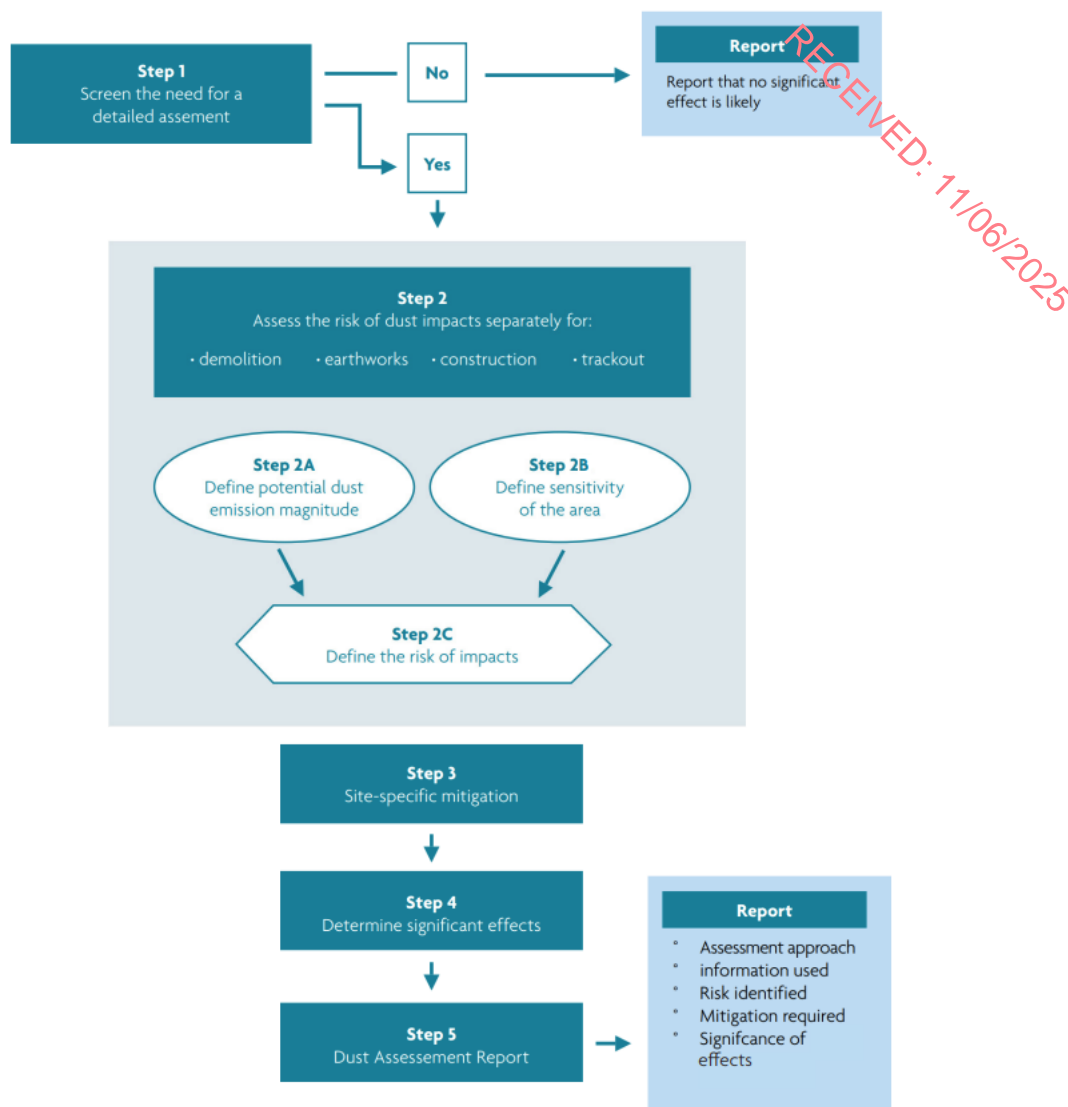 Step 1
Screen the need for a
detailed assement
No
Yes
Report
Report that no significant
effect is likely
RECEIVED: 11/06/2025
Step 2
Assess the risk of dust impacts separately for:
· demolition · earthworks · construction · trackout
Step 2A
Define potential dust
emission magnitude
Step 2B
Define sensitivity
of the area
Step 2C
Define the risk of impacts
Step 3
Site-specific mitigation
Step 4
Determine significant effects
Step 5
Dust Assessement Report
Report
° Assessment approach
° information used
° Risk identified
° Mitigation required
° Signifcance of
effects